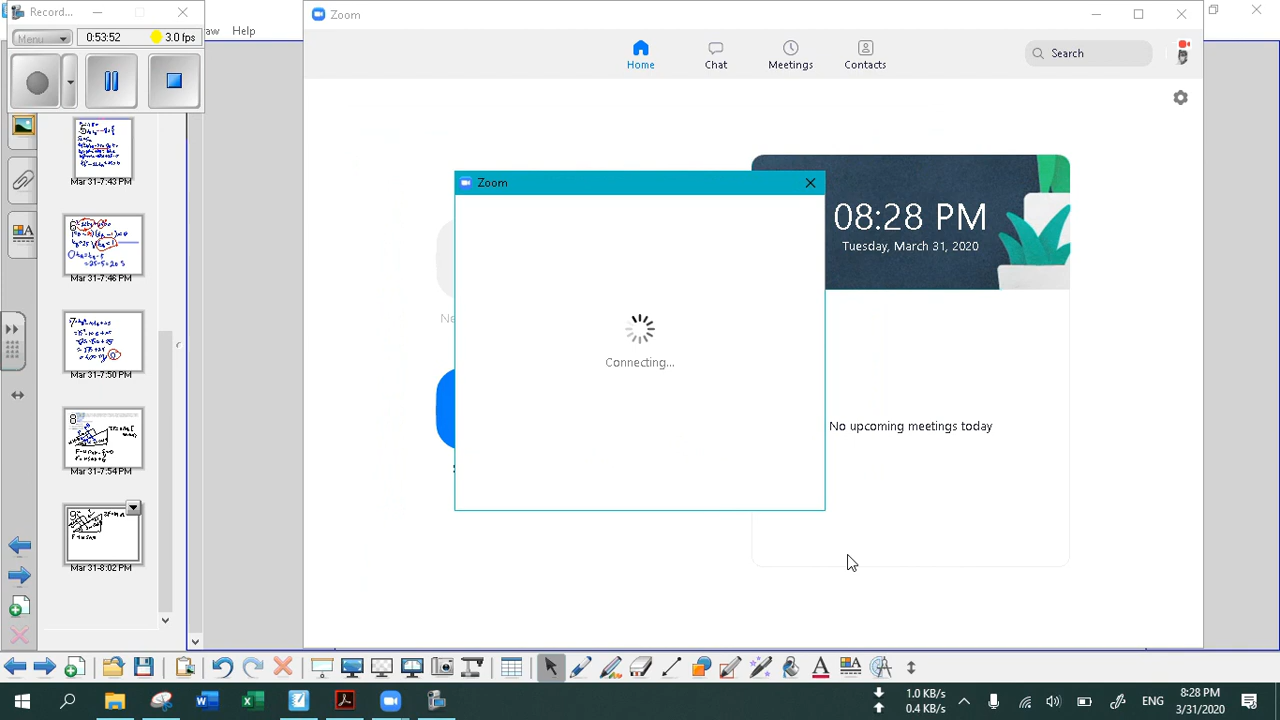 Record...
Menu
0:53:52
3.0 fps
aw Help
Zoom
Home
Chat
Meetings
Contacts
Search
Zoom
Connecting...
08:28 PM
Tuesday, March 31, 2020
No upcoming meetings today
Mar 31-7:43 PM
Mar 31-7:46 PM
Mar 31-7:50 PM
Mar 31-7:54 PM
Mar 31-8:02 PM
1.0 KB/s
0.4 KB/s
ENG
8:28 PM
3/31/2020